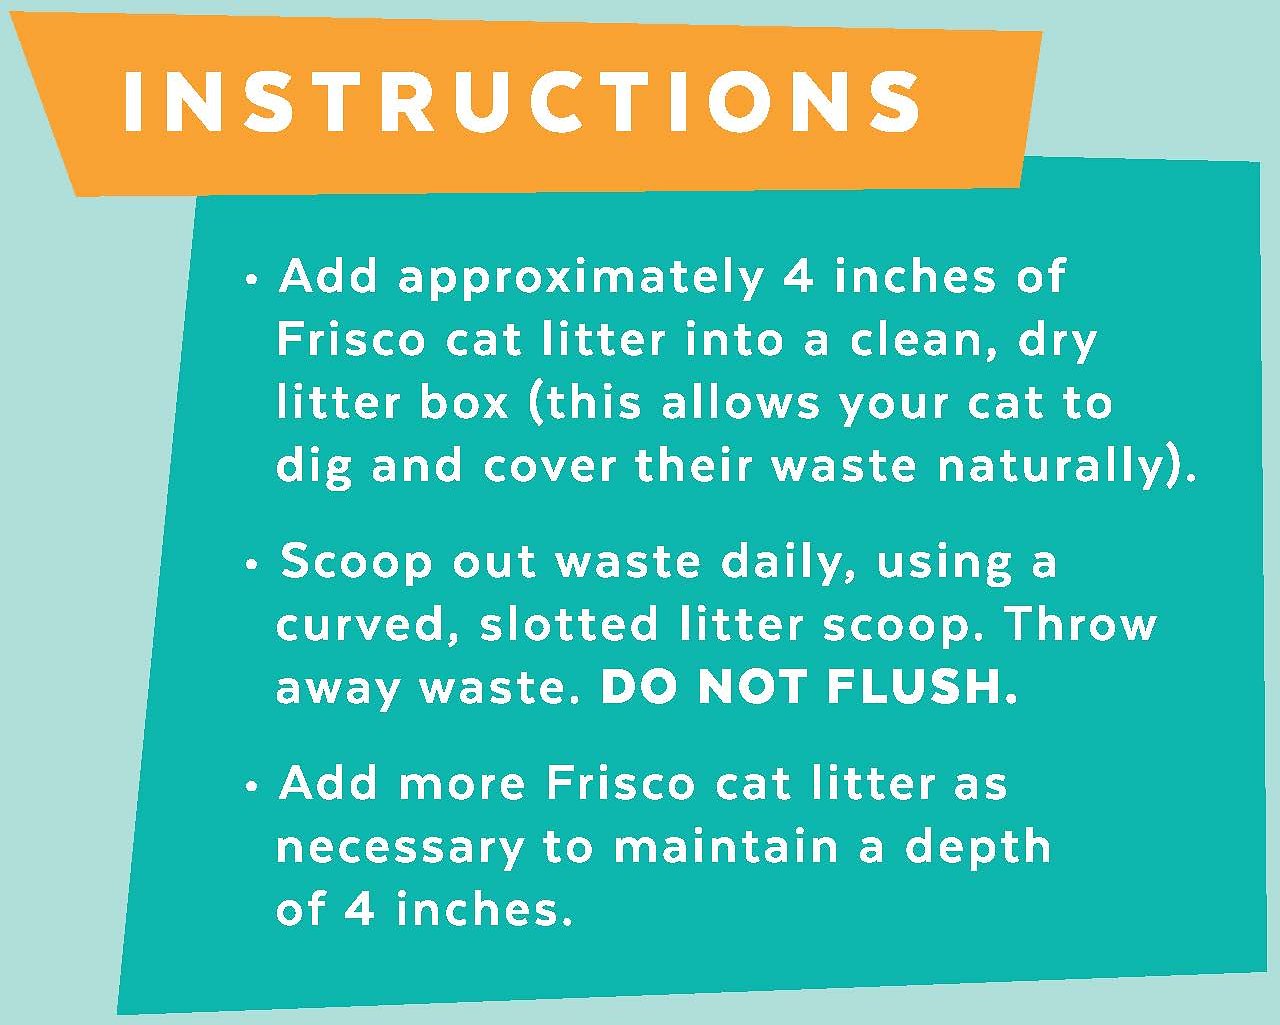 INSTRUCTIONS
• Add approximately 4 inches of
Frisco cat litter into a clean, dry
litter box (this allows your cat to
dig and cover their waste naturally).
• Scoop out waste daily, using a
curved, slotted litter scoop. Throw
away waste. DO NOT FLUSH.
• Add more Frisco cat litter as
necessary to maintain a depth
of 4 inches.